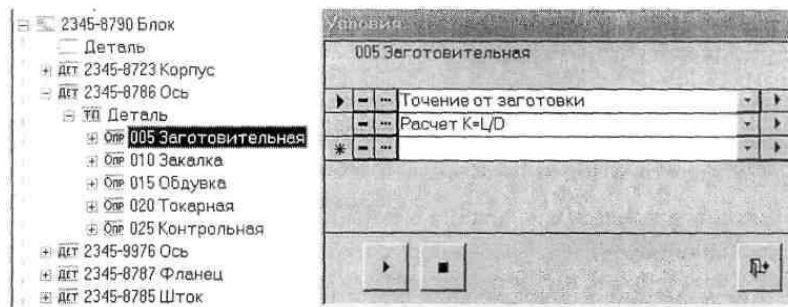 2345-8790 Блок
Деталь
ДЕТ 2345-8723 Корпус
ДЕТ 2345-8786 Ось
ТП Деталь
Опр 005 Заготовительная
Опр 010 Закалка
Опр 015 Обдувка
Опр 020 Токарная
Опр 025 Контрольная
ДЕТ 2345-9976 Ось
ДЕТ 2345-8787 Фланец
ДЕТ 2345-8785 Шток
Условия
005 Заготовительная
Точение от заготовки
Расчет K=L/D